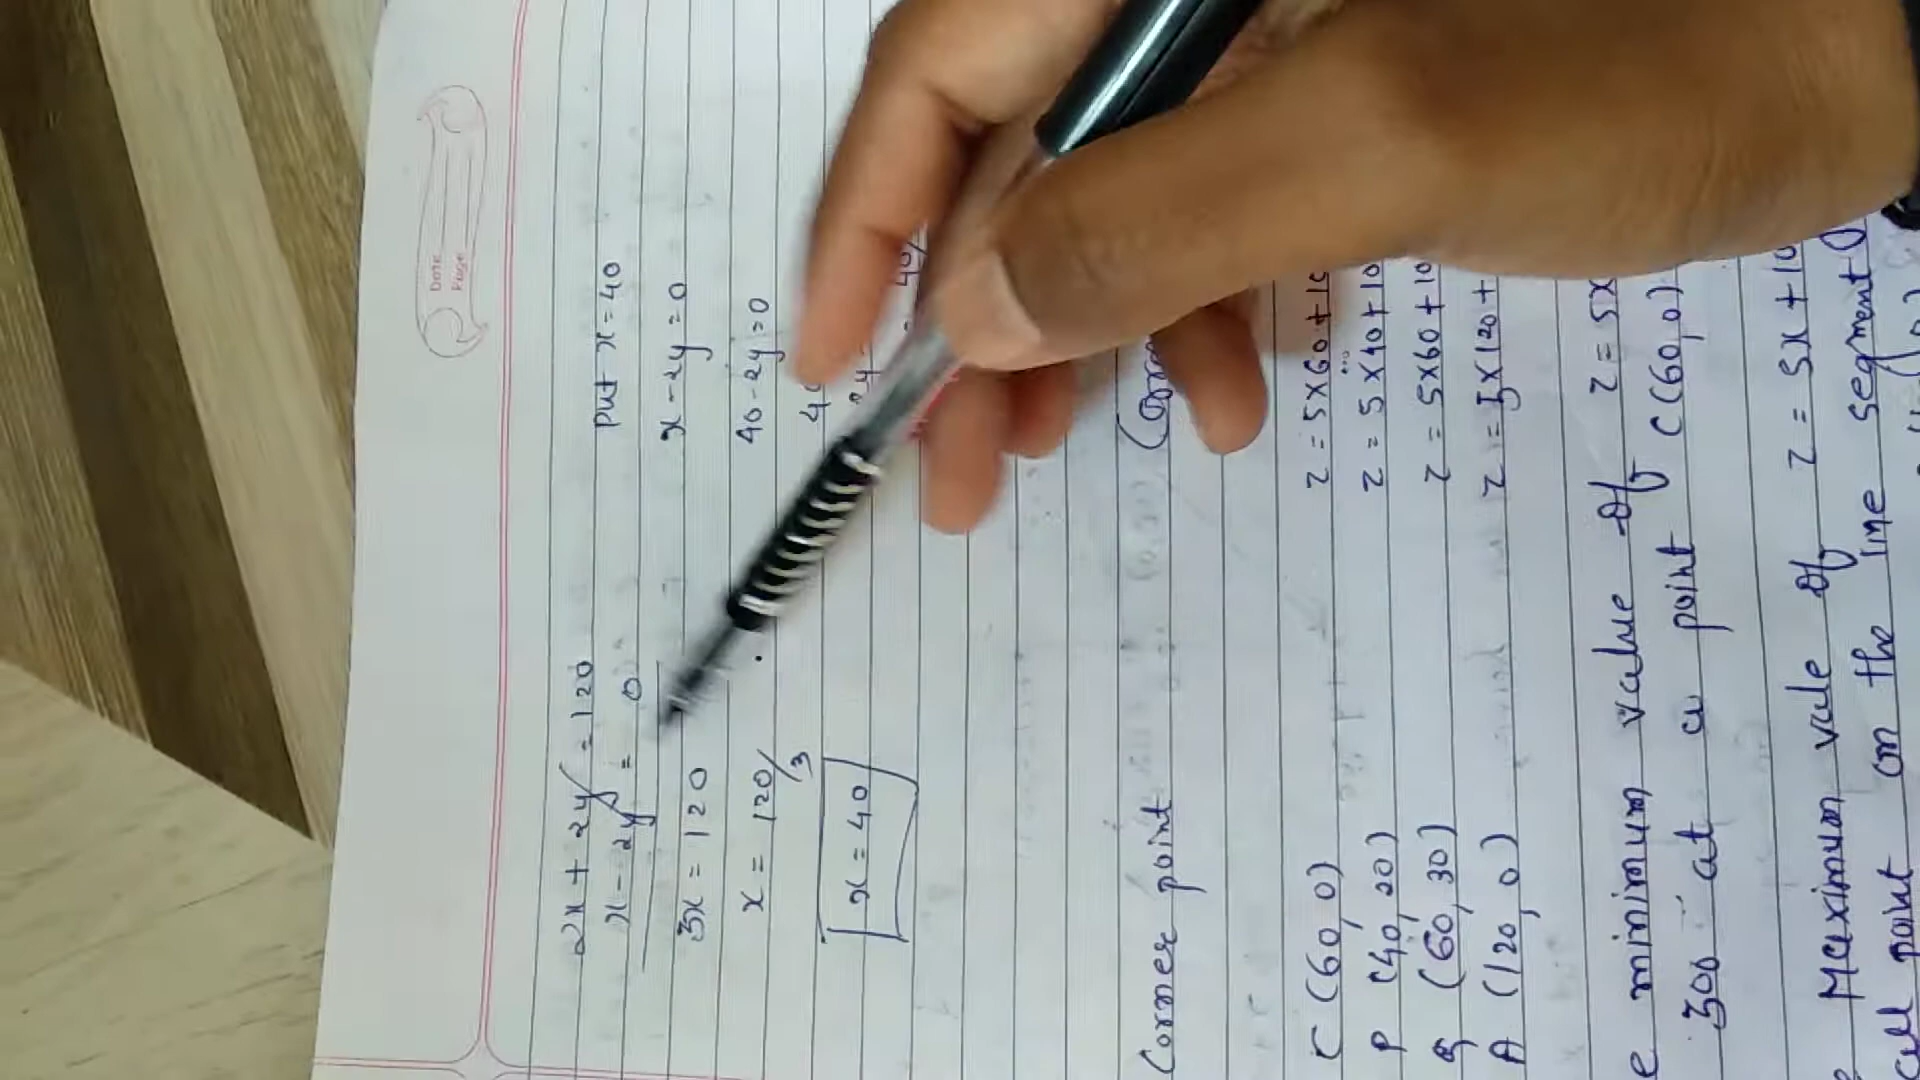 Date
Page
2x + 2y = 120
x - 2y = 0
3x = 120
x = 120/3
x = 40
put x = 40
x - 2y = 0
40 - 2y = 0
Corner point
C (60, 0) z = 5x60+10
P (40, 20) z = 5x40+10
(60, 30) z = 5x60+10
A (120, 0) z = 5x120+
minimum value of z = 5x
300 at a point C(60,0)
Maximum vale of z = 5x+10
point on the line segment